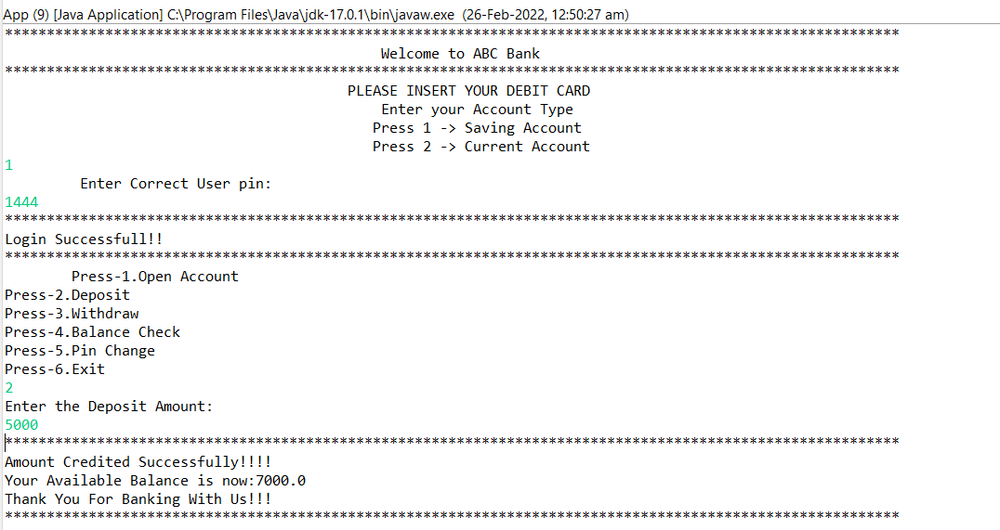 App (9) [Java Application] C:\Program Files\Java\jdk-17.0.1\bin\javaw.exe (26-Feb-2022, 12:50:27 am)
***********************************************************************************************************
Welcome to ABC Bank
***********************************************************************************************************
PLEASE INSERT YOUR DEBIT CARD
Enter your Account Type
Press 1 -> Saving Account
Press 2 -> Current Account
1
Enter Correct User pin:
1444
***********************************************************************************************************
Login Successfull!!
***********************************************************************************************************
Press-1.Open Account
Press-2.Deposit
Press-3.Withdraw
Press-4.Balance Check
Press-5.Pin Change
Press-6.Exit
2
Enter the Deposit Amount:
5000
***********************************************************************************************************
Amount Credited Successfully!!!!
Your Available Balance is now:7000.0
Thank You For Banking With Us!!!
***********************************************************************************************************